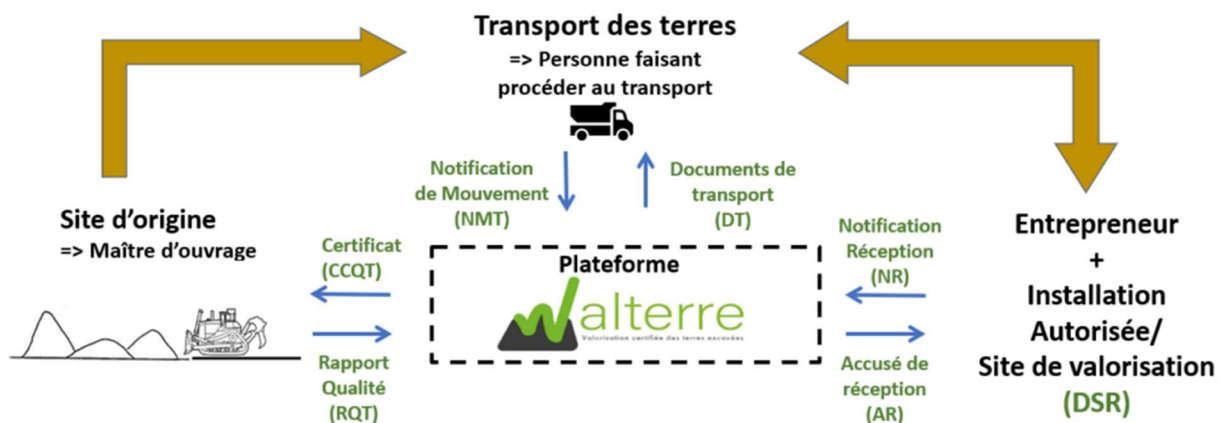 Transport des terres
=> Personne faisant
procéder au transport
Notification
de Mouvement
(NMT)
Documents de
transport
(DT)
Site d'origine
=> Maître d'ouvrage
Certificat
(CCQT)
Rapport
Qualité
(RQT)
Plateforme
Walterre
Valorisation certifiée des terres excavées
Notification
Réception
(NR)
Accusé de
réception
(AR)
Entrepreneur
+
Installation
Autorisée/
Site de valorisation
(DSR)